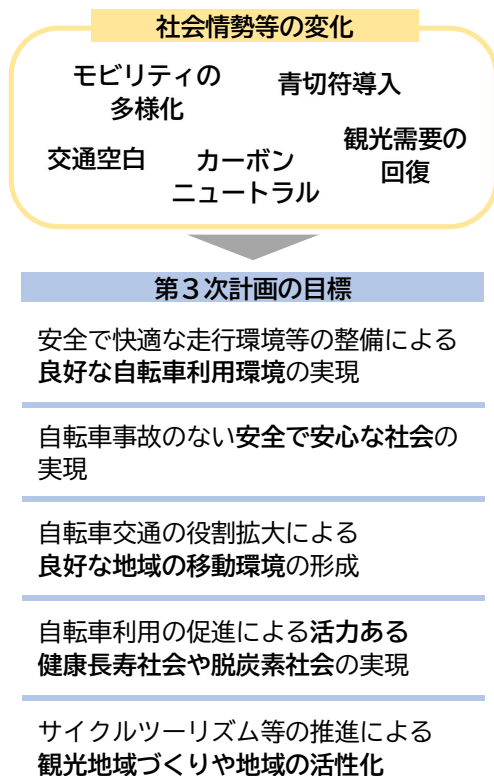 社会情勢等の変化
モビリティの
多様化
青切符導入
交通空白
カーボン
ニュートラル
観光需要の
回復
第3次計画の目標
安全で快適な走行環境等の整備による
良好な自転車利用環境の実現
自転車事故のない安全で安心な社会の
実現
自転車交通の役割拡大による
良好な地域の移動環境の形成
自転車利用の促進による活力ある
健康長寿社会や脱炭素社会の実現
サイクルツーリズム等の推進による
観光地域づくりや地域の活性化